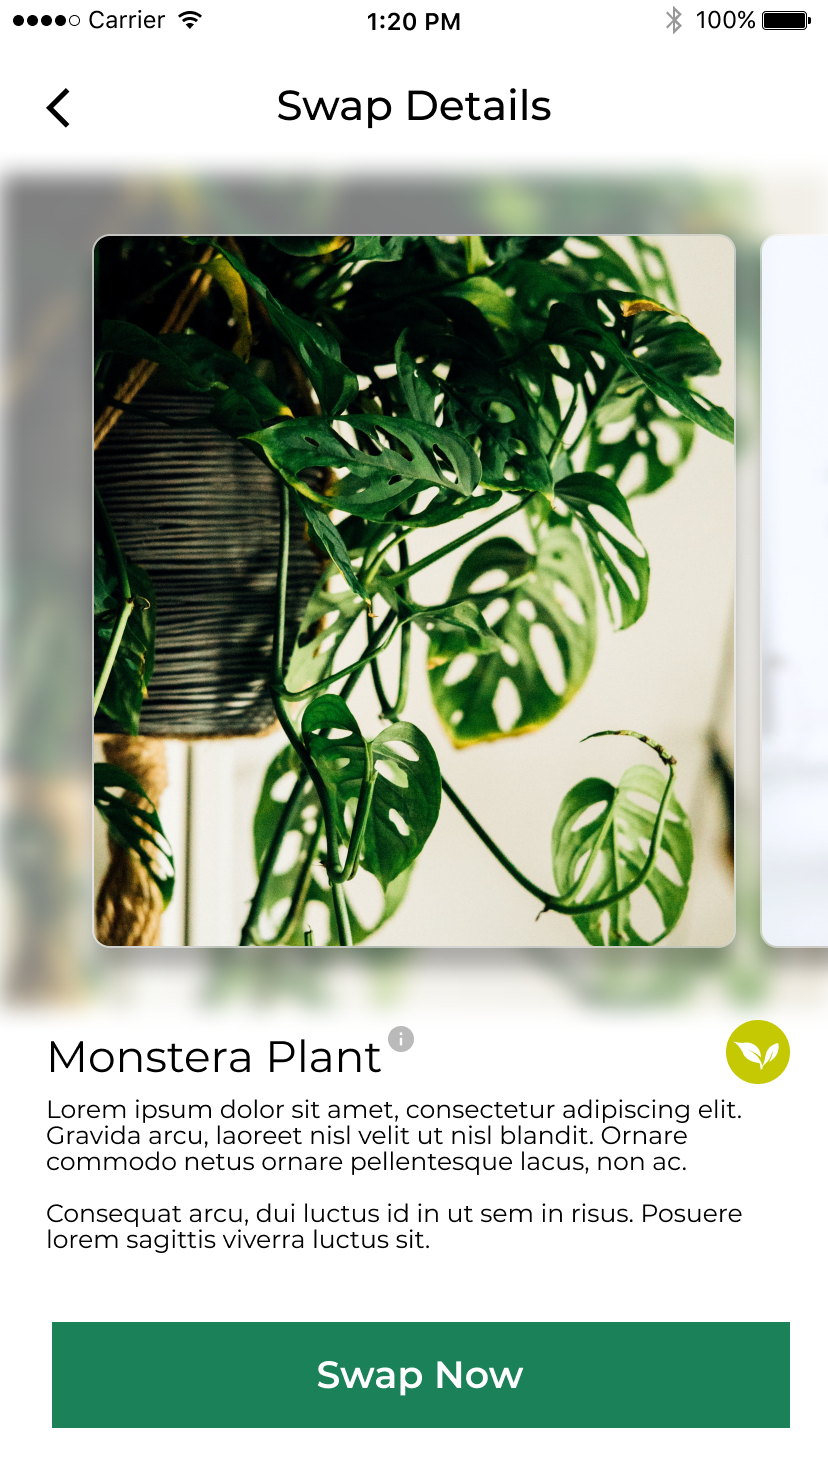 Carrier 1:20 PM 100%
Swap Details
Monstera Plant
Lorem ipsum dolor sit amet, consectetur adipiscing elit.
Gravida arcu, laoreet nisl velit ut nisl blandit. Ornare
commodo netus ornare pellentesque lacus, non ac.
Consequat arcu, dui luctus id in ut sem in risus. Posuere
lorem sagittis viverra luctus sit.
Swap Now